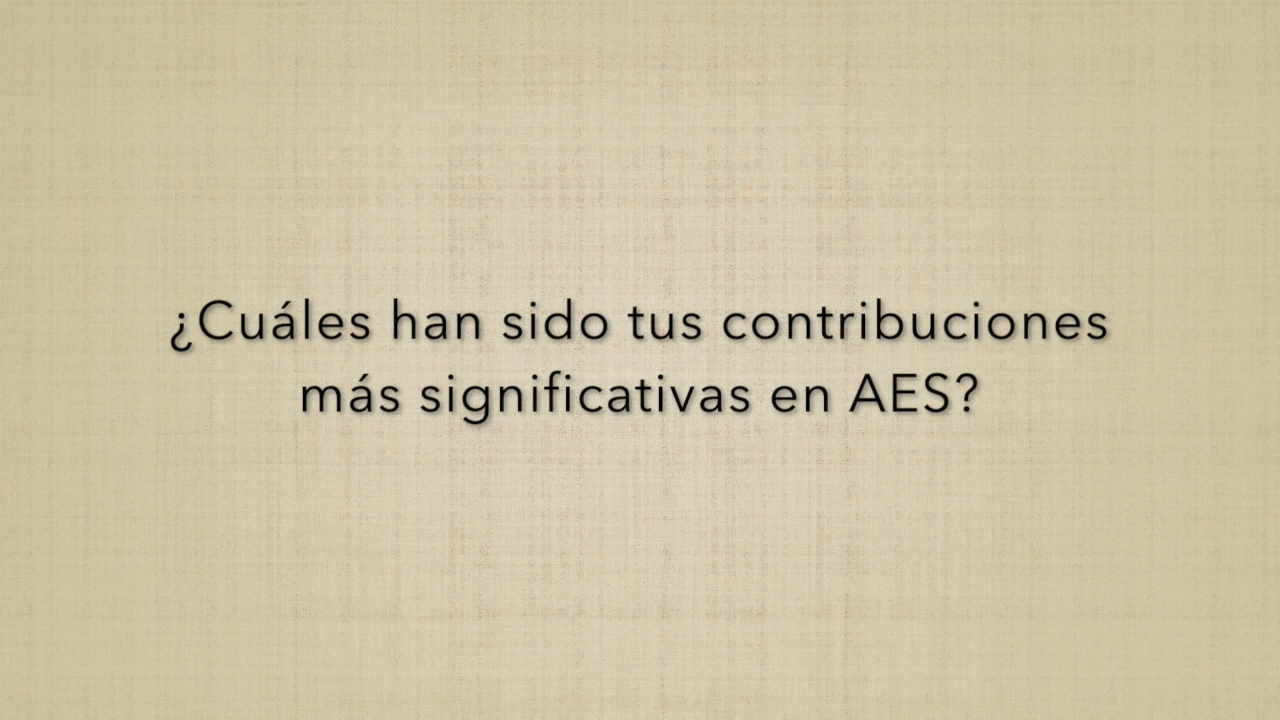 ¿Cuáles han sido tus contribuciones
más significativas en AES?